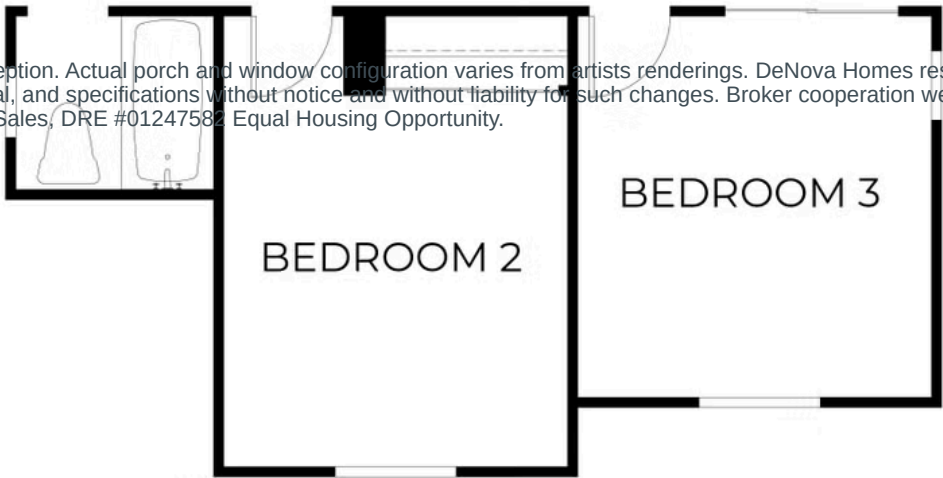 ption. Actual porch and window configuration varies from artists renderings. DeNova Homes res
al, and specifications without notice and without liability for such changes. Broker cooperation we
Sales, DRE #01247582 Equal Housing Opportunity.
BEDROOM 3
BEDROOM 2